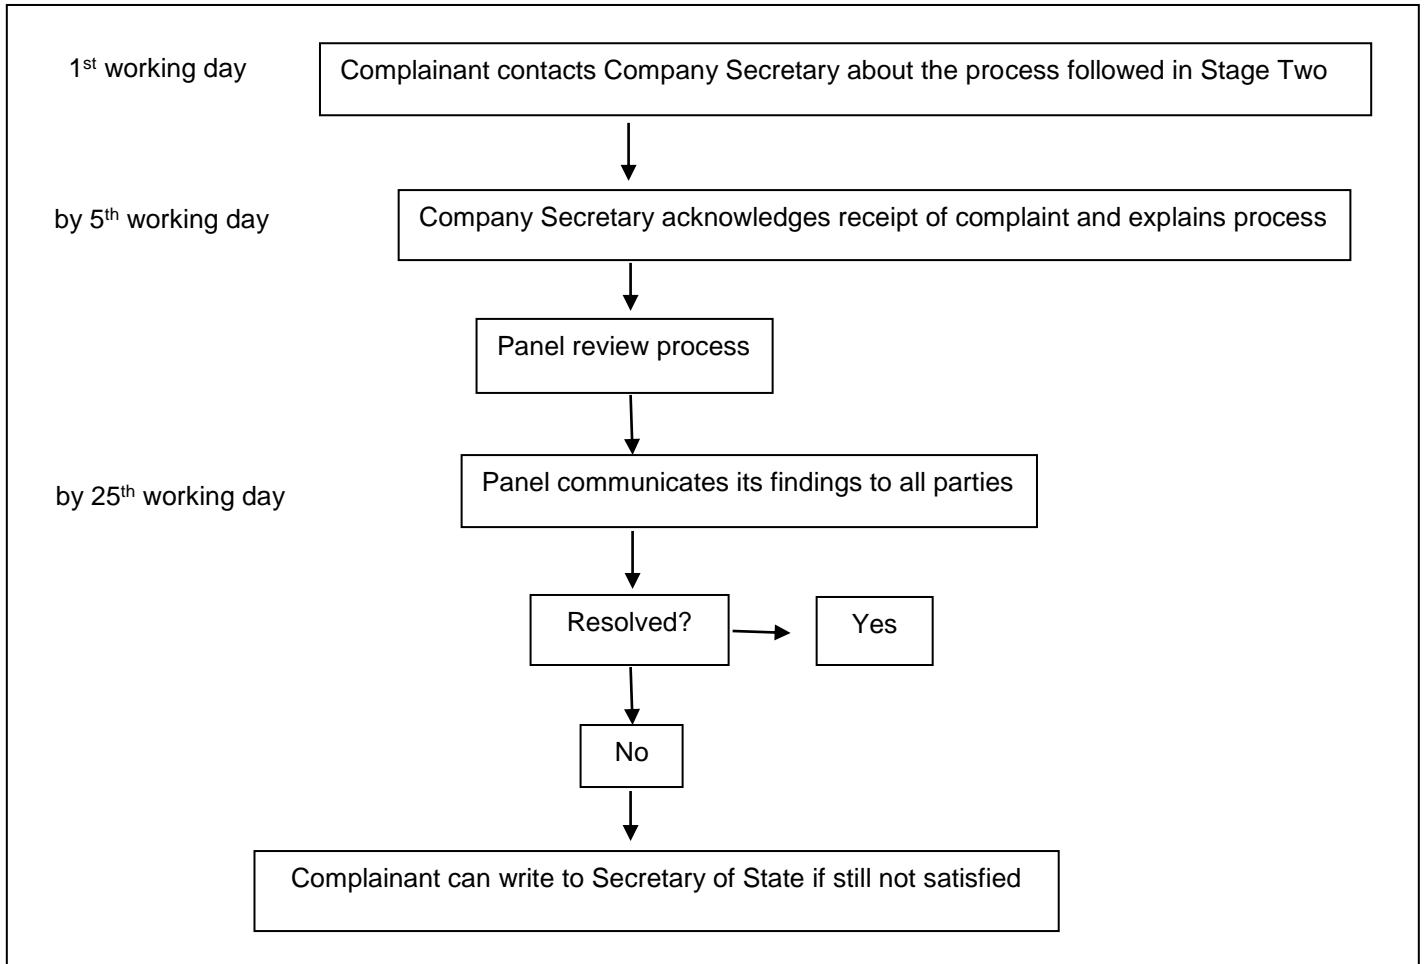 1st working day
Complainant contacts Company Secretary about the process followed in Stage Two
by 5th working day
Company Secretary acknowledges receipt of complaint and explains process
Panel review process
by 25th working day
Panel communicates its findings to all parties
Resolved?
Yes
No
Complainant can write to Secretary of State if still not satisfied